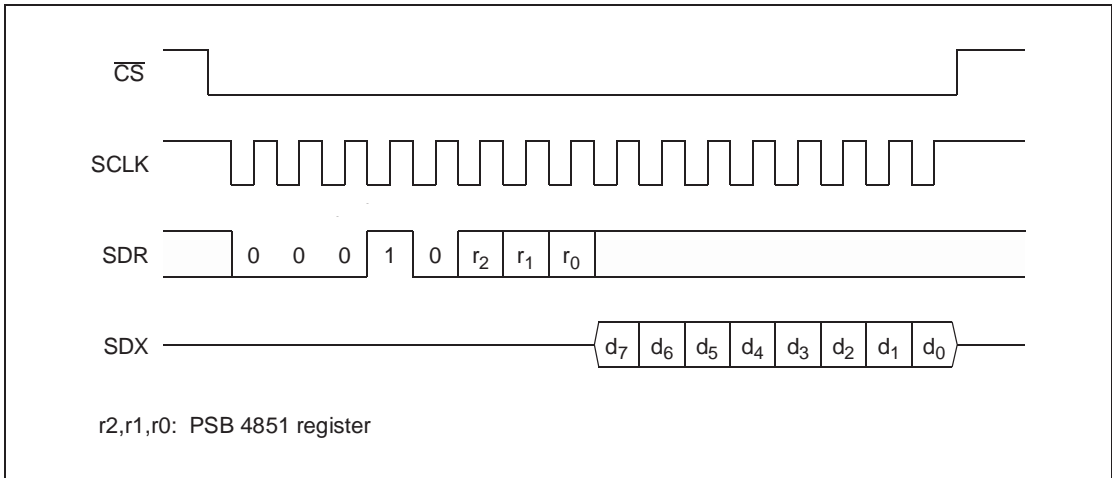 CS
SCLK
SDR 0 0 0 1 0 r2 r1 r0
SDX d7 d6 d5 d4 d3 d2 d1 d0
r2,r1,r0: PSB 4851 register